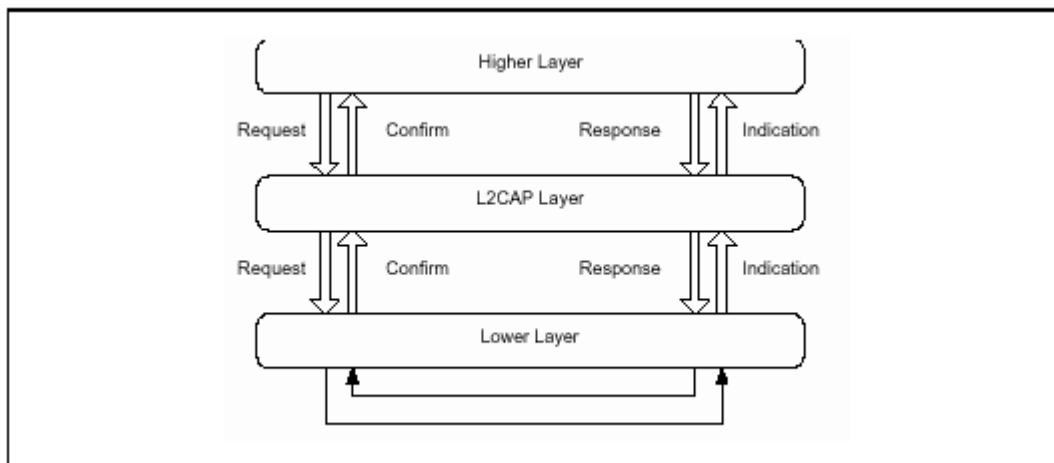 Higher Layer
Request Confirm Response Indication
L2CAP Layer
Request Confirm Response Indication
Lower Layer